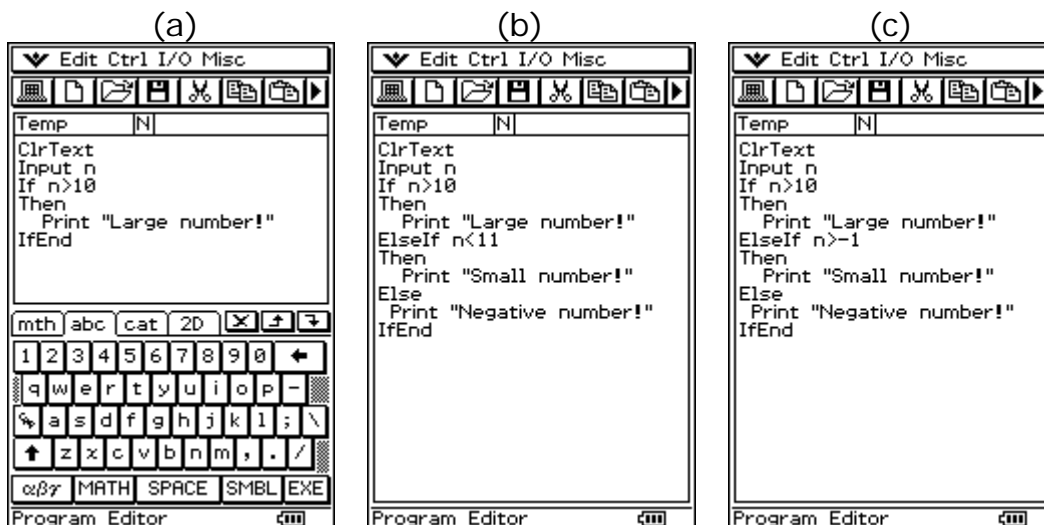 (a)
Edit Ctrl I/O Misc
Temp N
ClrText
Input n
If n>10
Then
Print "Large number!"
IfEnd
mth abc cat 2D
1 2 3 4 5 6 7 8 9 0
q w e r t y u i o p -
a s d f g h j k l ; \
z x c v b n m , . /
αβγ MATH SPACE SMBL EXE
Program Editor
(b)
Edit Ctrl I/O Misc
Temp N
ClrText
Input n
If n>10
Then
Print "Large number!"
ElseIf n<11
Then
Print "Small number!"
Else
Print "Negative number!"
IfEnd
Program Editor
(c)
Edit Ctrl I/O Misc
Temp N
ClrText
Input n
If n>10
Then
Print "Large number!"
ElseIf n>-1
Then
Print "Small number!"
Else
Print "Negative number!"
IfEnd
Program Editor